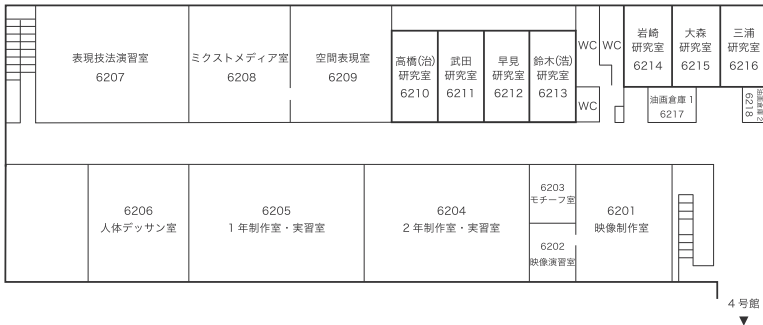 表現技法演習室
6207
ミクストメディア室
6208
空間表現室
6209
高橋(治)
研究室
6210
武田
研究室
6211
早見
研究室
6212
鈴木(浩)
研究室
6213
WC
WC
WC
岩崎
研究室
6214
大森
研究室
6215
三浦
研究室
6216
油画倉庫 1
6217
油画倉庫 2
6218
6206
人体デッサン室
6205
1 年制作室・実習室
6204
2 年制作室・実習室
6203
モチーフ室
6202
映像演習室
6201
映像制作室
4 号館
▼